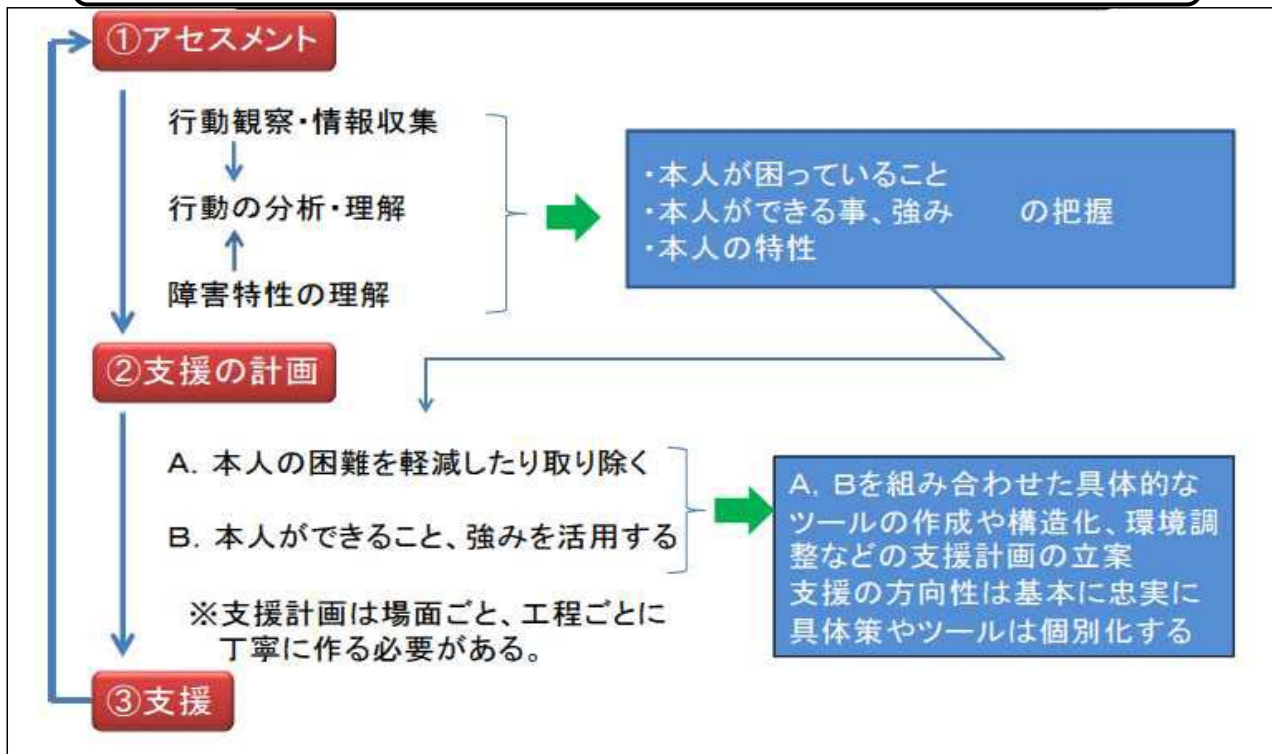 ①アセスメント
行動観察・情報収集
行動の分析・理解
障害特性の理解
・本人が困っていること
・本人ができる事、強み　　の把握
・本人の特性
②支援の計画
A. 本人の困難を軽減したり取り除く
B. 本人ができること、強みを活用する
※支援計画は場面ごと、工程ごとに
丁寧に作る必要がある。
A, Bを組み合わせた具体的な
ツールの作成や構造化、環境調
整などの支援計画の立案
支援の方向性は基本に忠実に
具体策やツールは個別化する
③支援